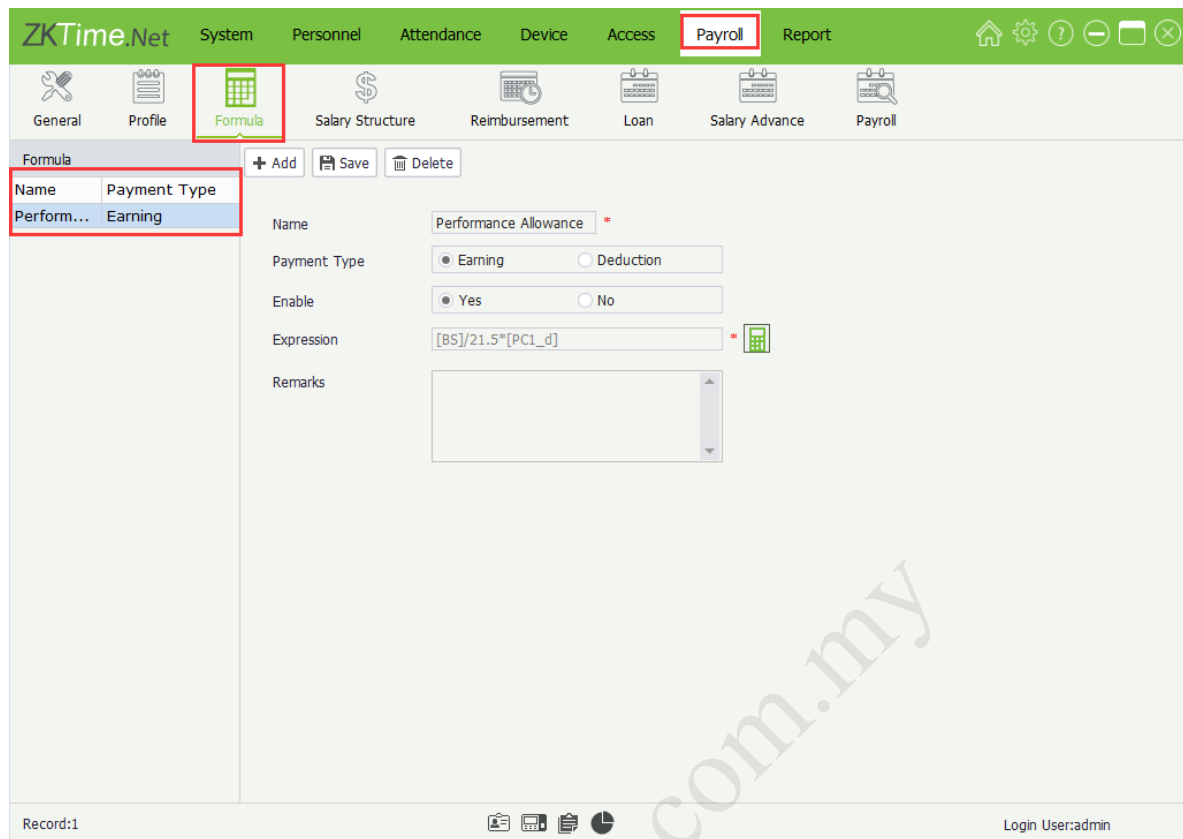 ZKTime.Net System Personnel Attendance Device Access Payroll Report
General Profile Formula Salary Structure Reimbursement Loan Salary Advance Payroll
Formula
Add Save Delete
Name Payment Type
Perform... Earning
Name Performance Allowance *
Payment Type Earning Deduction
Enable Yes No
Expression [BS]/21.5*[PC1_d] *
Remarks
com.my
Record:1 Login User:admin